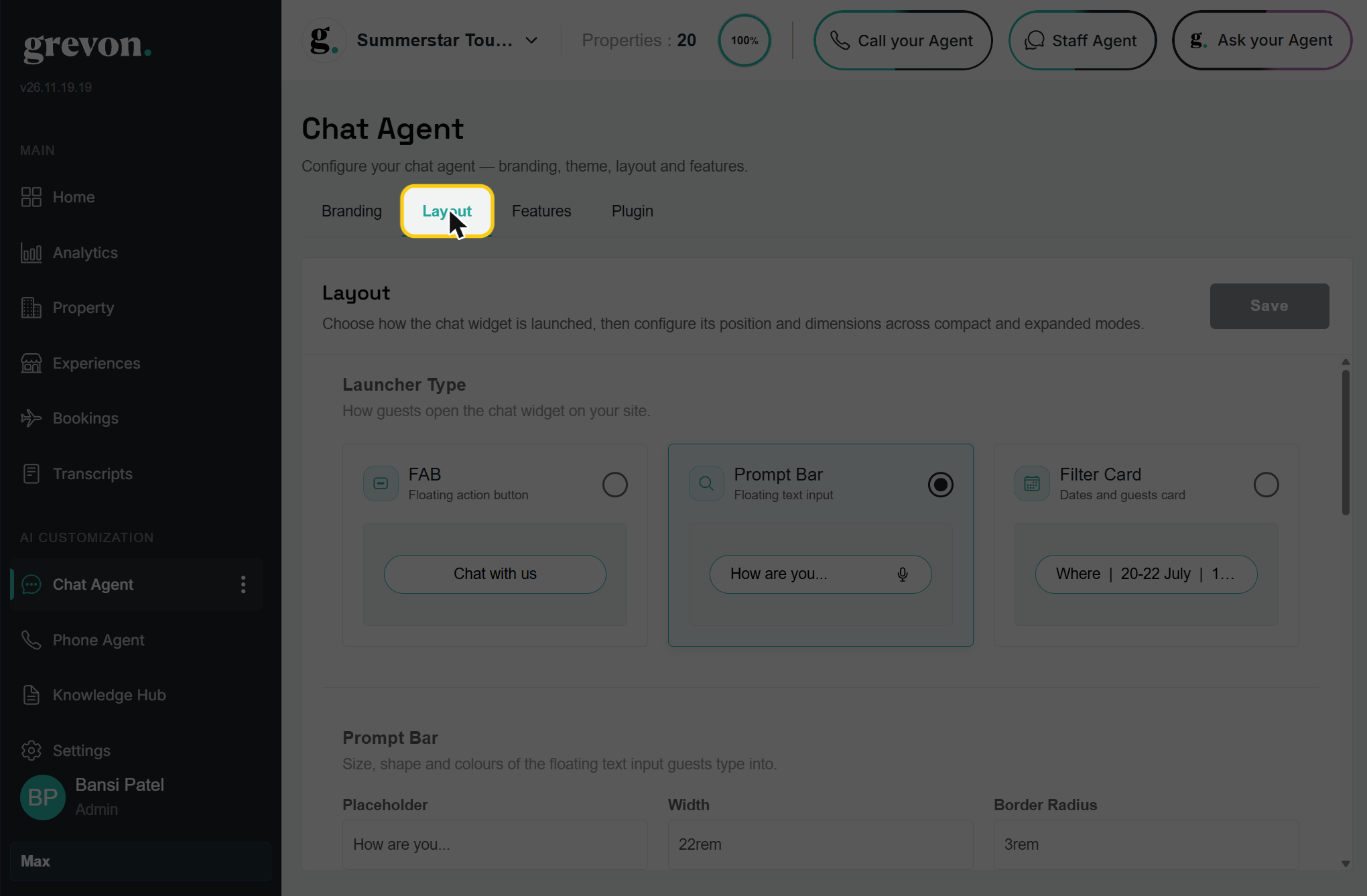 grevon.
v26.11.19.19
MAIN
Home
Analytics
Property
Experiences
Bookings
Transcripts
AI CUSTOMIZATION
Chat Agent
Phone Agent
Knowledge Hub
Settings
BP
Bansi Patel
Admin
Max
g.
Summerstar Tou...
Properties : 20
100%
Call your Agent
Staff Agent
g. Ask your Agent
Chat Agent
Configure your chat agent — branding, theme, layout and features.
Branding
Layout
Features
Plugin
Layout
Choose how the chat widget is launched, then configure its position and dimensions across compact and expanded modes.
Save
Launcher Type
How guests open the chat widget on your site.
FAB
Floating action button
Chat with us
Prompt Bar
Floating text input
How are you...
Filter Card
Dates and guests card
Where | 20-22 July | 1...
Prompt Bar
Size, shape and colours of the floating text input guests type into.
Placeholder
Width
Border Radius
How are you...
22rem
3rem